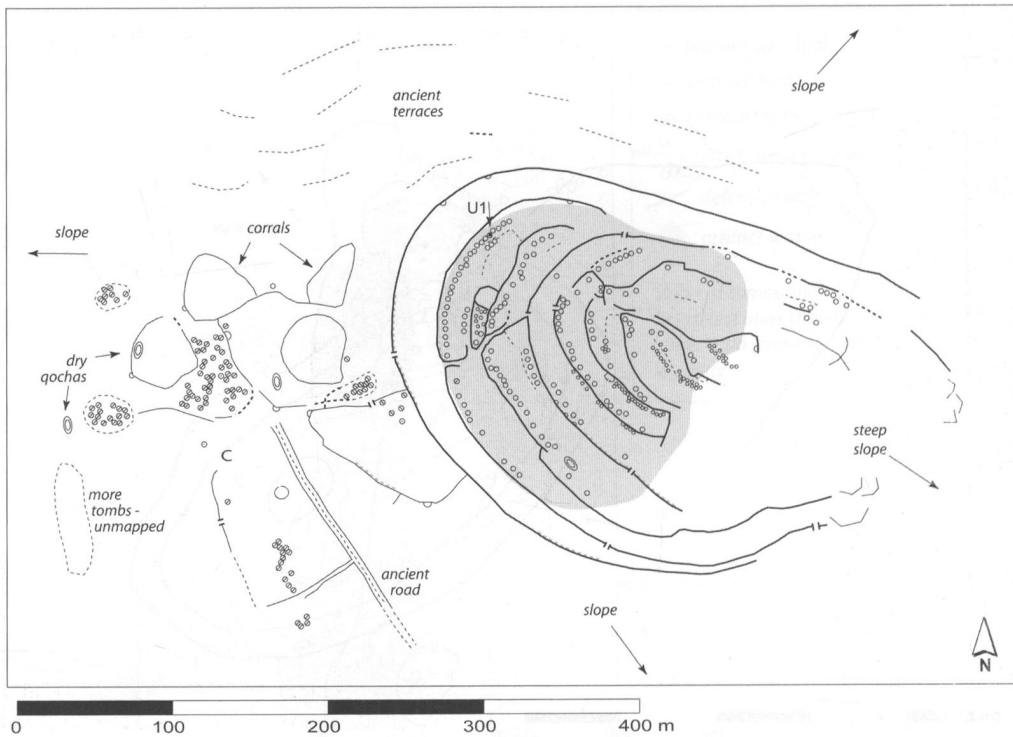 slope
ancient
terraces
U1
corrals
slope
dry
qochas
steep
slope
more
tombs -
unmapped
C
ancient
road
slope
N
0 100 200 300 400 m